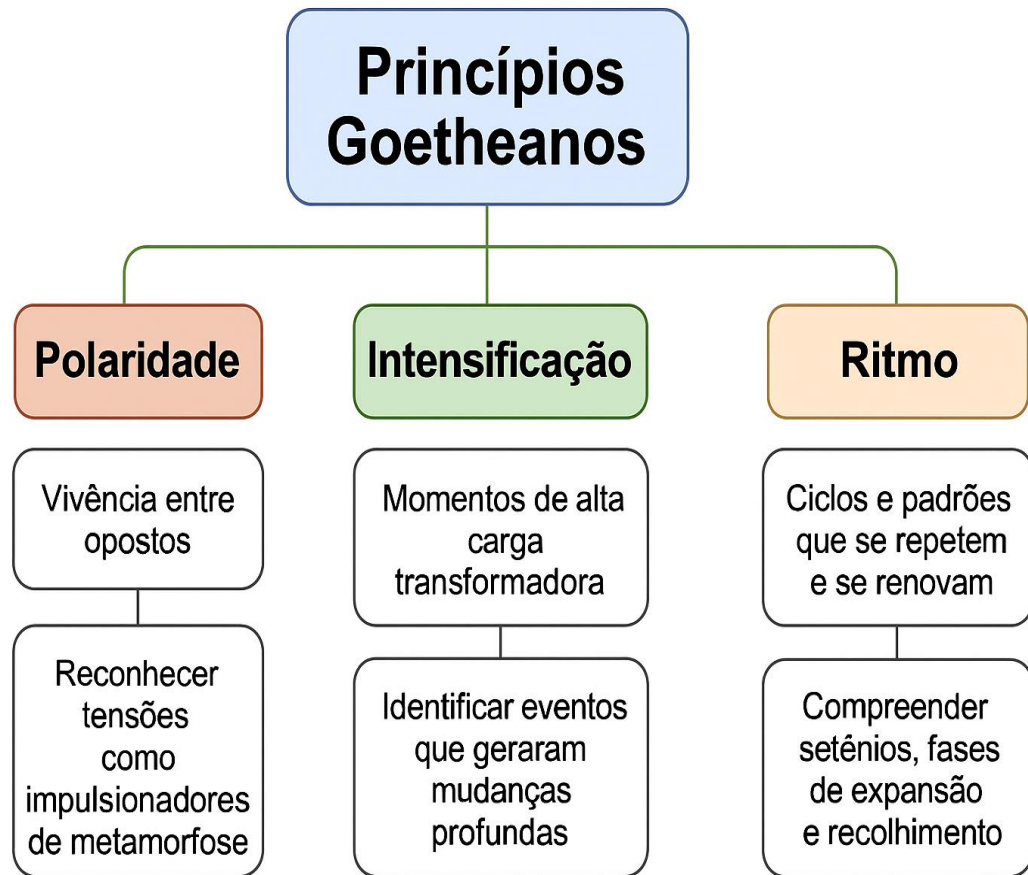 Princípios
Goetheanos
Polaridade
Intensificação
Ritmo
Vivência entre
opostos
Momentos de alta
carga
transformadora
Ciclos e padrões
que se repetem
e se renovam
Reconhecer
tensões
como
impulsionadores
de metamorfose
Identificar eventos
que geraram
mudanças
profundas
Compreender
setênios, fases
de expansão
e recolhimento